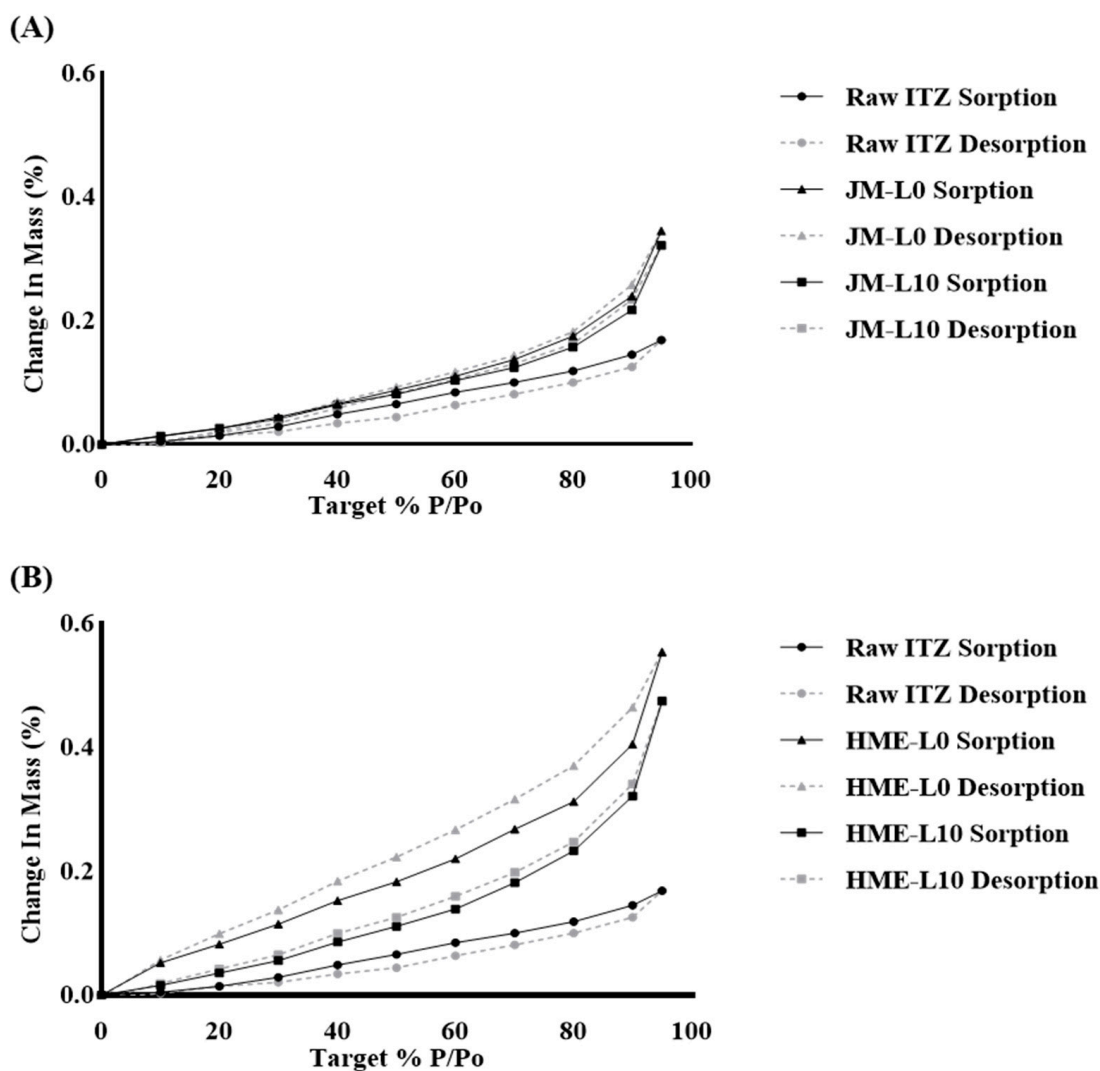 (A)
Change In Mass (%)
0.6
0.4
0.2
0.0
0 20 40 60 80 100
Target % P/Po
Raw ITZ Sorption
Raw ITZ Desorption
JM-L0 Sorption
JM-L0 Desorption
JM-L10 Sorption
JM-L10 Desorption
(B)
Change In Mass (%)
0.6
0.4
0.2
0.0
0 20 40 60 80 100
Target % P/Po
Raw ITZ Sorption
Raw ITZ Desorption
HME-L0 Sorption
HME-L0 Desorption
HME-L10 Sorption
HME-L10 Desorption